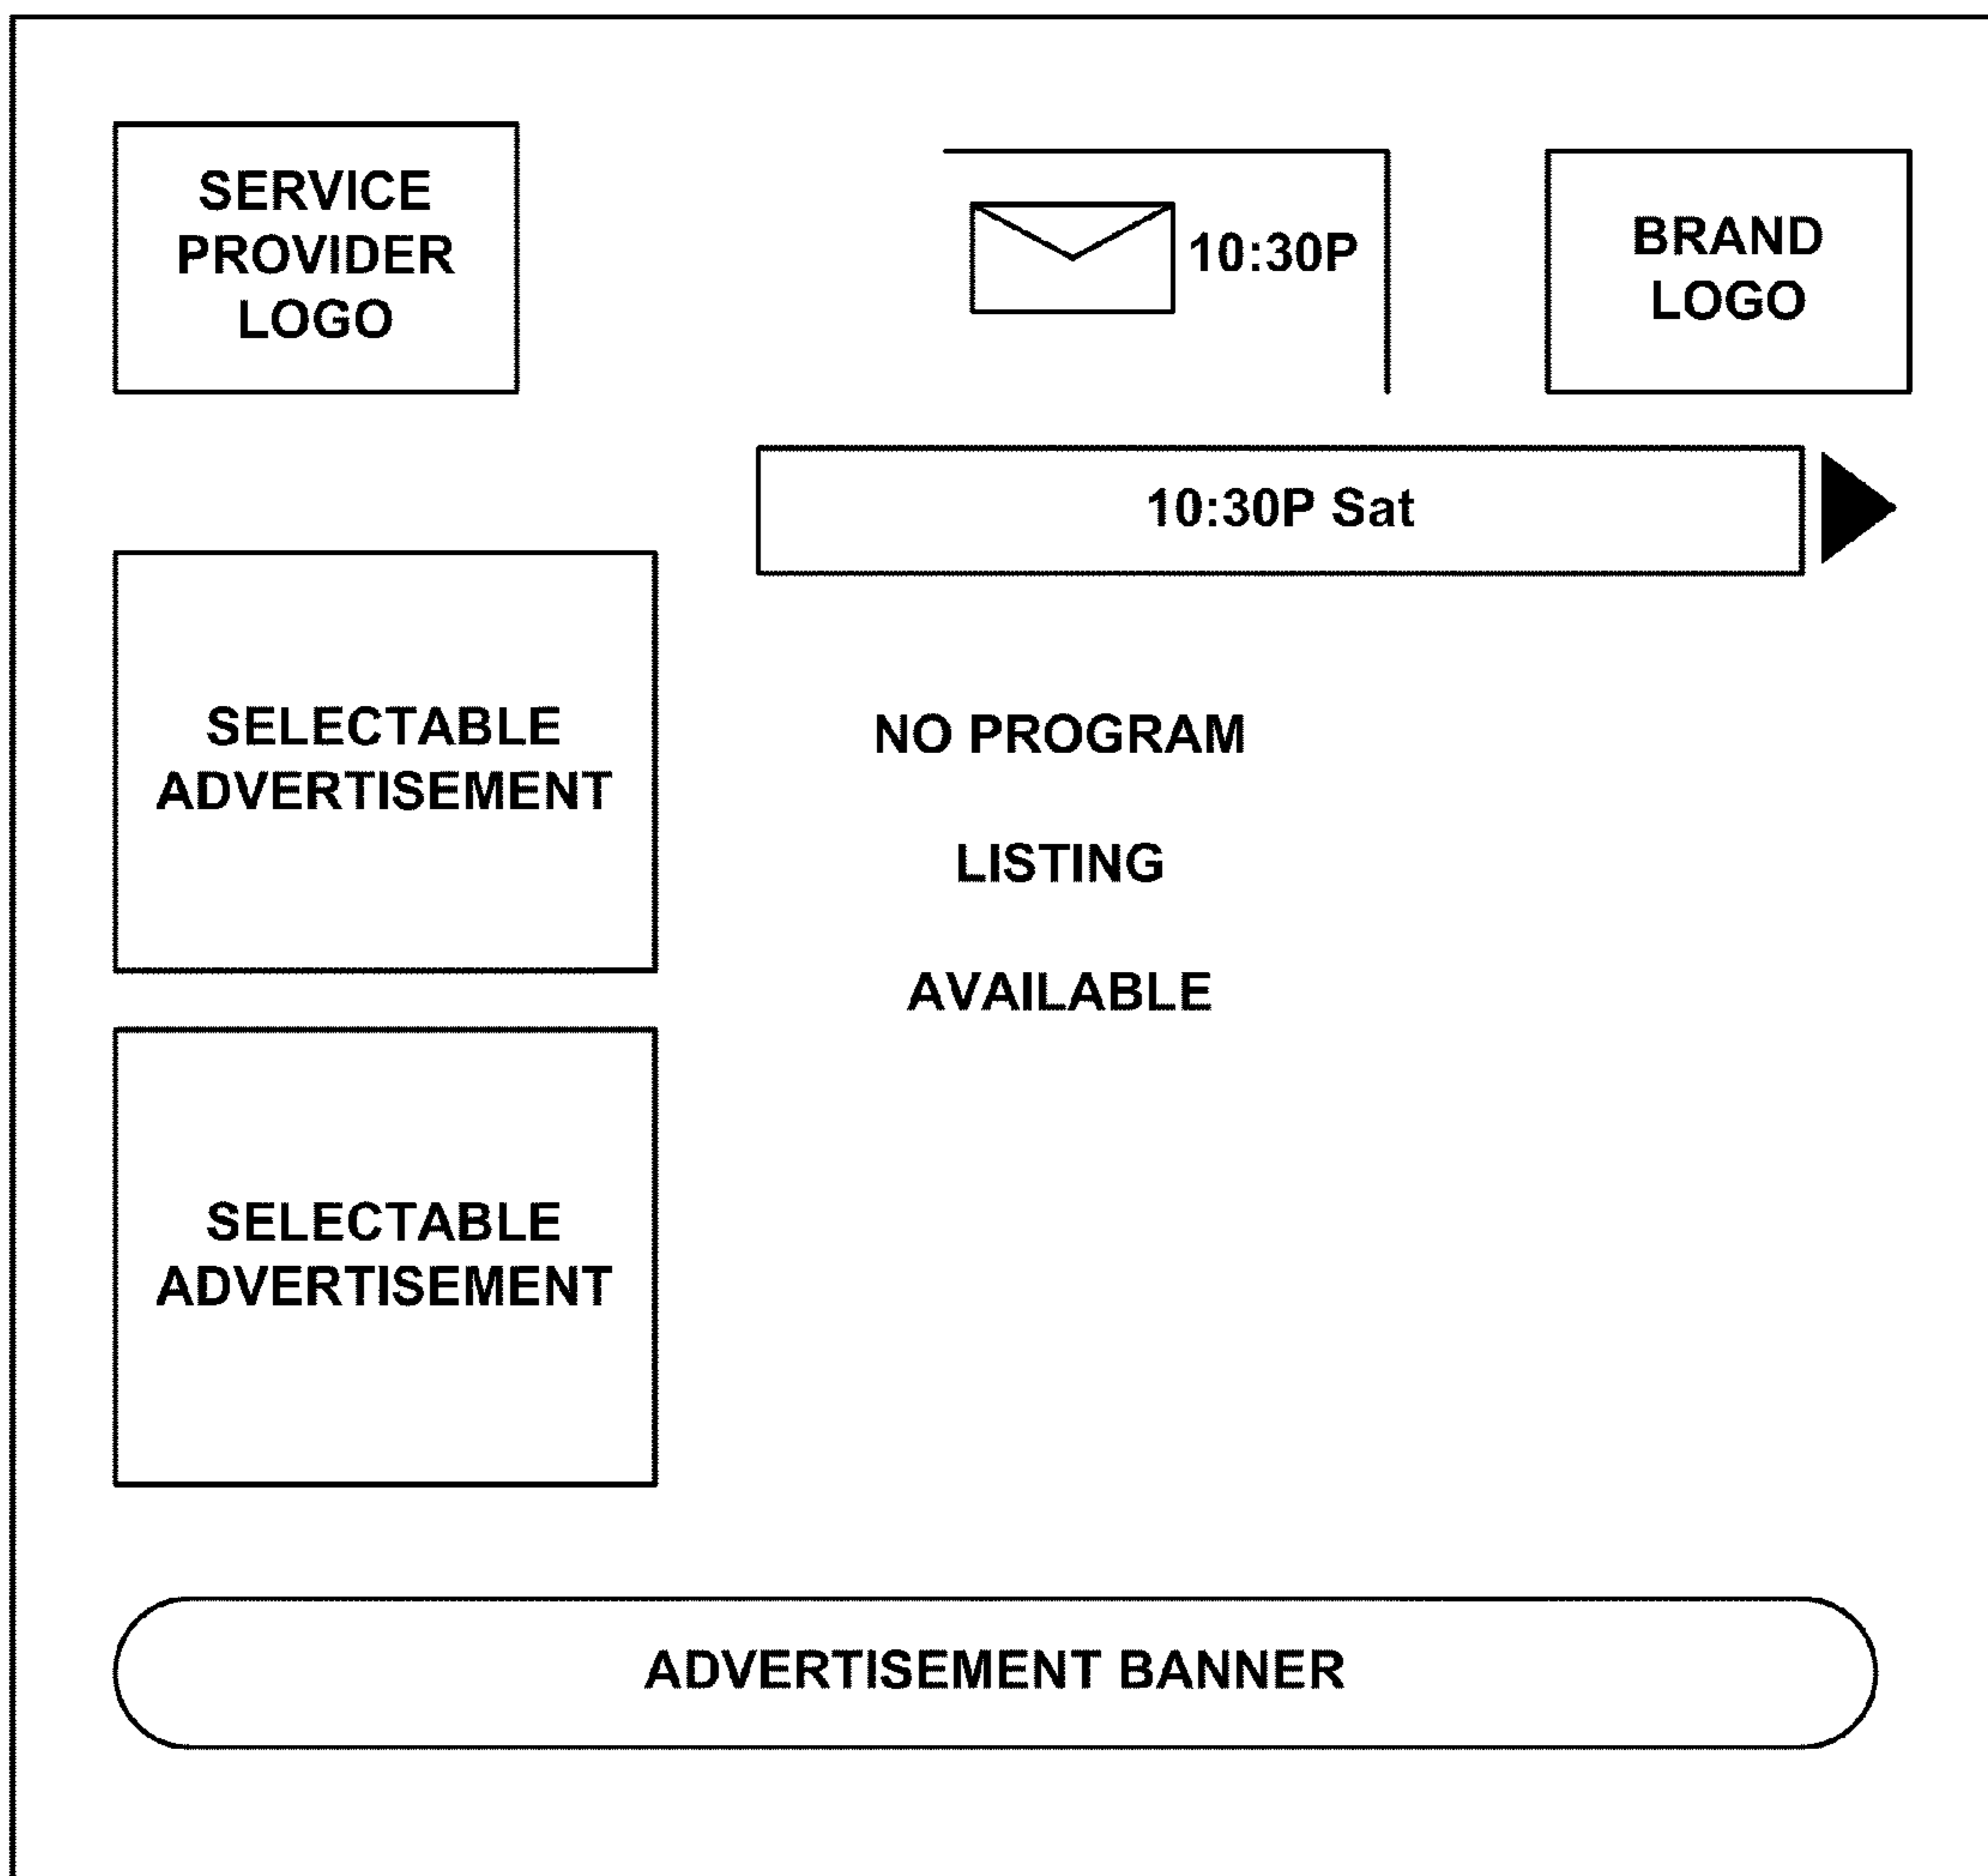 SERVICE
PROVIDER
LOGO
10:30P
BRAND
LOGO
10:30P Sat
SELECTABLE
ADVERTISEMENT
NO PROGRAM
LISTING
AVAILABLE
SELECTABLE
ADVERTISEMENT
ADVERTISEMENT BANNER